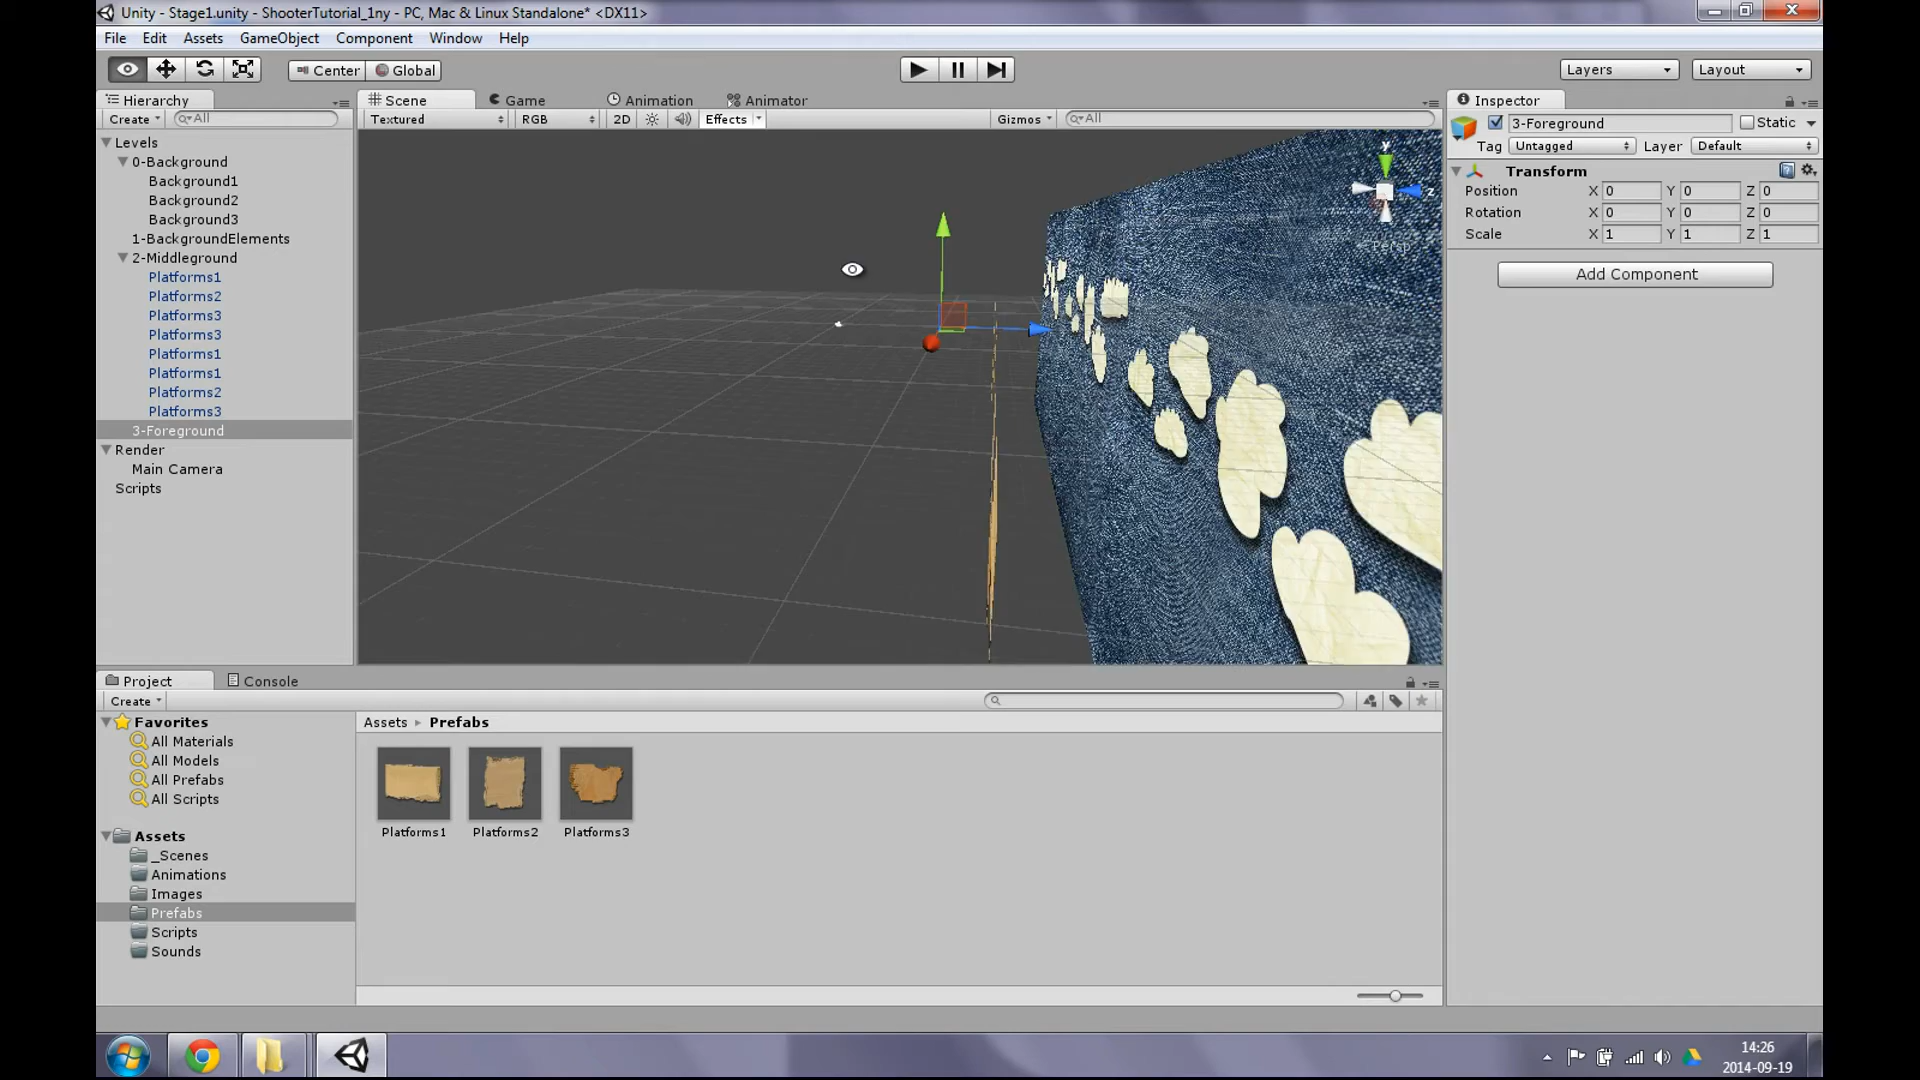 Unity - Stage1.unity - ShooterTutorial_1ny - PC, Mac & Linux Standalone* <DX11>
File Edit Assets GameObject Component Window Help
Center Global Layers Layout
Hierarchy
Create All
Levels
0-Background
Background1
Background2
Background3
1-BackgroundElements
2-Middleground
Platforms1
Platforms2
Platforms3
Platforms3
Platforms1
Platforms1
Platforms2
Platforms3
3-Foreground
Render
Main Camera
Scripts
Scene Game Animation Animator
Textured RGB 2D Effects Gizmos All
y
z
Persp
Inspector
3-Foreground Static
Tag Untagged Layer Default
Transform
Position X 0 Y 0 Z 0
Rotation X 0 Y 0 Z 0
Scale X 1 Y 1 Z 1
Add Component
Project Console
Create
Favorites
All Materials
All Models
All Prefabs
All Scripts
Assets
_Scenes
Animations
Images
Prefabs
Scripts
Sounds
Assets Prefabs
Platforms1 Platforms2 Platforms3
14:26
2014-09-19